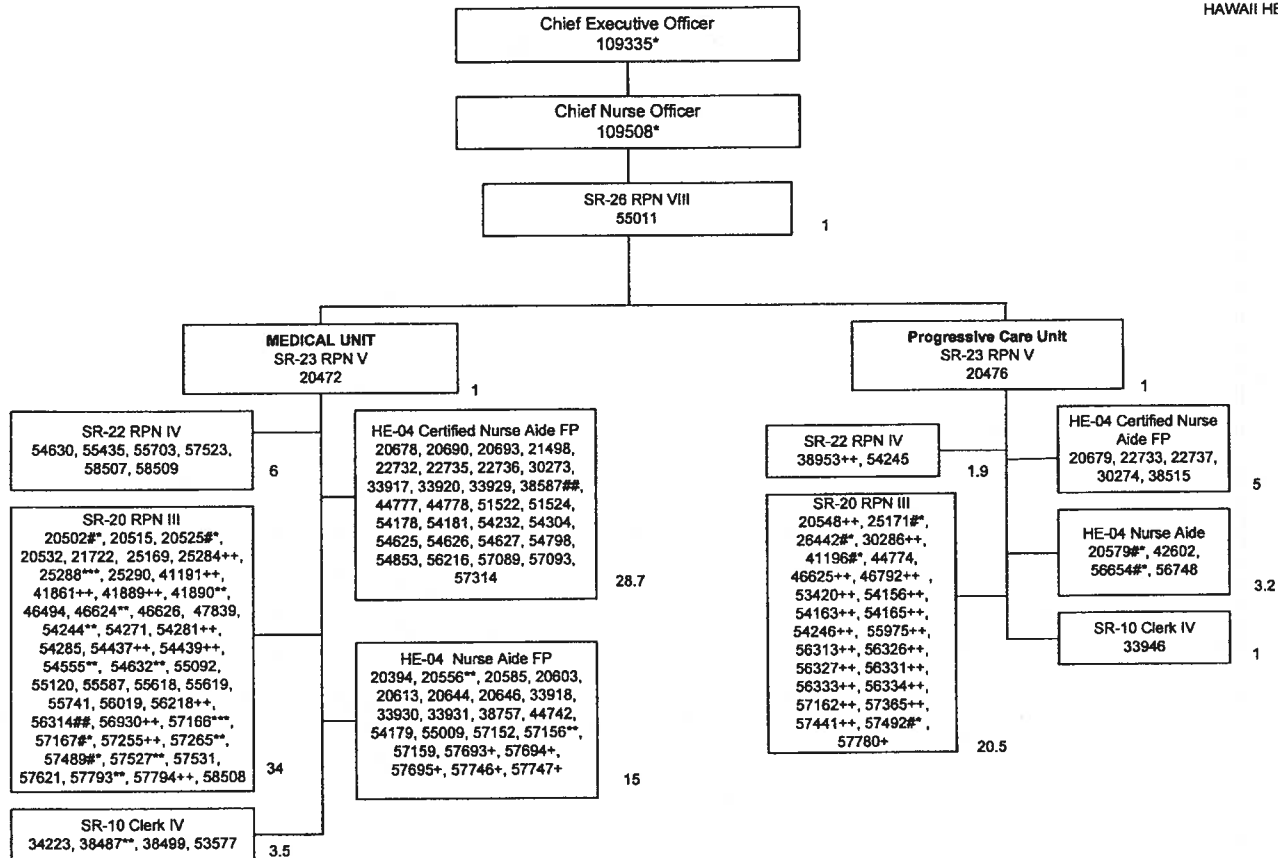 HAWAII HE
Chief Executive Officer
109335*
Chief Nurse Officer
109508*
SR-26 RPN VIII
55011
1
MEDICAL UNIT
SR-23 RPN V
20472
1
SR-22 RPN IV
54630, 55435, 55703, 57523,
58507, 58509
6
SR-20 RPN III
20502#*, 20515, 20525#*,
20532, 21722, 25169, 25284++,
25288***, 25290, 41191++,
41861++, 41889++, 41890**,
46494, 46624**, 46626, 47839,
54244**, 54271, 54281++,
54285, 54437++, 54439++,
54555**, 54632**, 55092,
55120, 55587, 55618, 55619,
55741, 56019, 56218++,
56314##, 56930++, 57166***,
57167#*, 57255++, 57265**,
57489#*, 57527**, 57531,
57621, 57793**, 57794++, 58508
34
SR-10 Clerk IV
34223, 38487**, 38499, 53577
3.5
HE-04 Certified Nurse Aide FP
20678, 20690, 20693, 21498,
22732, 22735, 22736, 30273,
33917, 33920, 33929, 38587##,
44777, 44778, 51522, 51524,
54178, 54181, 54232, 54304,
54625, 54626, 54627, 54798,
54853, 56216, 57089, 57093,
57314
28.7
HE-04 Nurse Aide FP
20394, 20556**, 20585, 20603,
20613, 20644, 20646, 33918,
33930, 33931, 38757, 44742,
54179, 55009, 57152, 57156**,
57159, 57693+, 57694+,
57695+, 57746+, 57747+
15
Progressive Care Unit
SR-23 RPN V
20476
1
SR-22 RPN IV
38953++, 54245
1.9
SR-20 RPN III
20548++, 25171#*,
26442#*, 30286++,
41196#*, 44774,
46625++, 46792++ ,
53420++, 54156++,
54163++, 54165++,
54246++, 55975++,
56313++, 56326++,
56327++, 56331++,
56333++, 56334++,
57162++, 57365++,
57441++, 57492#*,
57780+
20.5
HE-04 Certified Nurse
Aide FP
20679, 22733, 22737,
30274, 38515
5
HE-04 Nurse Aide
20579#*, 42602,
56654#*, 56748
3.2
SR-10 Clerk IV
33946
1